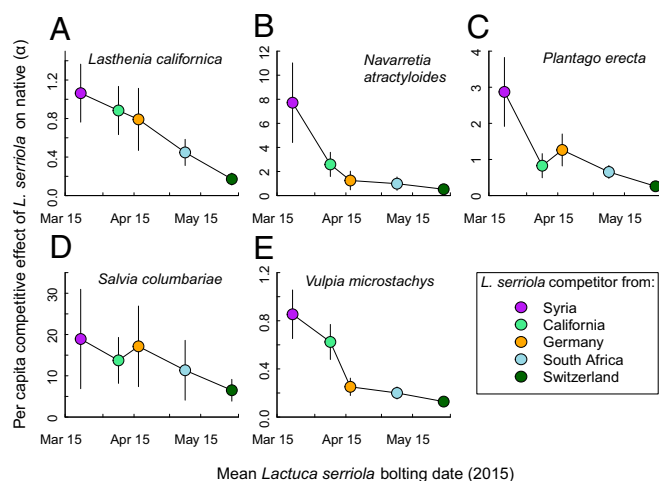 Per capita competitive effect of L. serriola on native (α)
A
Lasthenia californica
0.0 0.4 0.8 1.2
Mar 15 Apr 15 May 15
B
Navarretia
atractyloides
0 2 4 6 8 10 12
Mar 15 Apr 15 May 15
C
Plantago erecta
0 1 2 3 4
Mar 15 Apr 15 May 15
D
Salvia columbariae
0 10 20 30
Mar 15 Apr 15 May 15
E
Vulpia microstachys
0.0 0.4 0.8 1.2
Mar 15 Apr 15 May 15
L. serriola competitor from:
Syria
California
Germany
South Africa
Switzerland
Mean Lactuca serriola bolting date (2015)